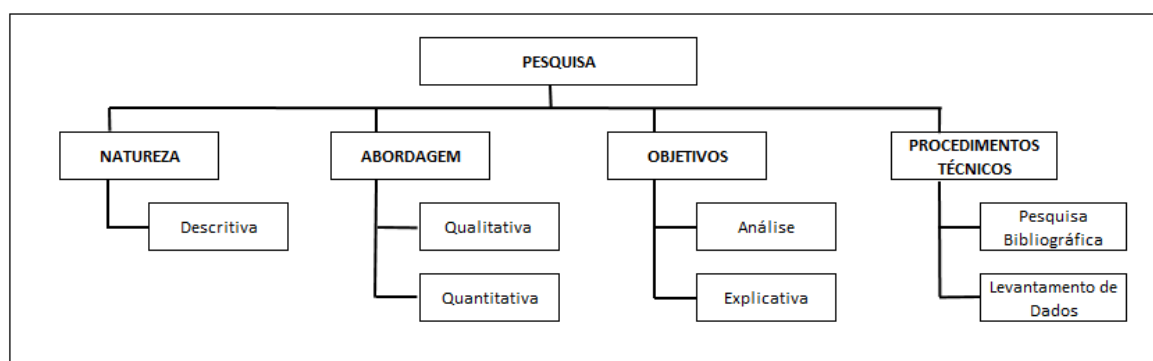 PESQUISA
NATUREZA
ABORDAGEM
OBJETIVOS
PROCEDIMENTOS
TÉCNICOS
Descritiva
Qualitativa
Análise
Pesquisa
Bibliográfica
Quantitativa
Explicativa
Levantamento de
Dados